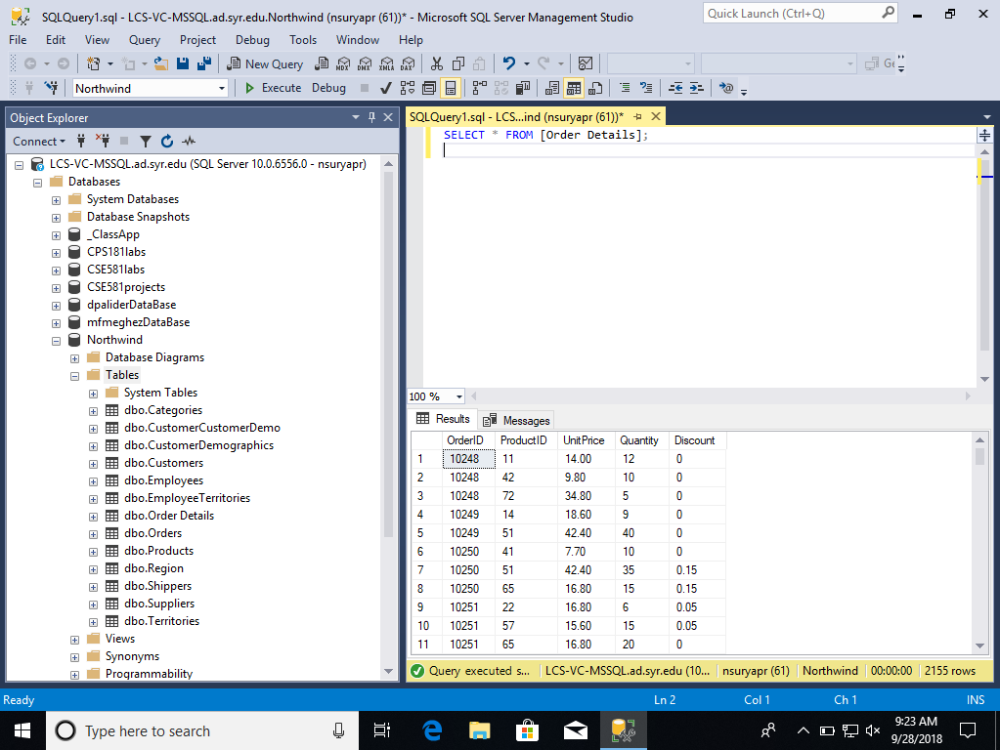 SQLQuery1.sql - LCS-VC-MSSQL.ad.syr.edu.Northwind (nsuryapr (61))* - Microsoft SQL Server Management Studio
Quick Launch (Ctrl+Q)
File Edit View Query Project Debug Tools Window Help
New Query MDX DMX XMLA DAX
Northwind Execute Debug
Object Explorer
Connect
LCS-VC-MSSQL.ad.syr.edu (SQL Server 10.0.6556.0 - nsuryapr)
Databases
System Databases
Database Snapshots
_ClassApp
CPS181labs
CSE581labs
CSE581projects
dpaliderDataBase
mfmeghezDataBase
Northwind
Database Diagrams
Tables
System Tables
dbo.Categories
dbo.CustomerCustomerDemo
dbo.CustomerDemographics
dbo.Customers
dbo.Employees
dbo.EmployeeTerritories
dbo.Order Details
dbo.Orders
dbo.Products
dbo.Region
dbo.Shippers
dbo.Suppliers
dbo.Territories
Views
Synonyms
Programmability
SQLQuery1.sql - LCS...ind (nsuryapr (61))*
SELECT * FROM [Order Details];
100 %
Results Messages
OrderID ProductID UnitPrice Quantity Discount
1 10248 11 14.00 12 0
2 10248 42 9.80 10 0
3 10248 72 34.80 5 0
4 10249 14 18.60 9 0
5 10249 51 42.40 40 0
6 10250 41 7.70 10 0
7 10250 51 42.40 35 0.15
8 10250 65 16.80 15 0.15
9 10251 22 16.80 6 0.05
10 10251 57 15.60 15 0.05
11 10251 65 16.80 20 0
Query executed s... LCS-VC-MSSQL.ad.syr.edu (10... nsuryapr (61) Northwind 00:00:00 2155 rows
Ready Ln 2 Col 1 Ch 1 INS
Type here to search
9:23 AM
9/28/2018